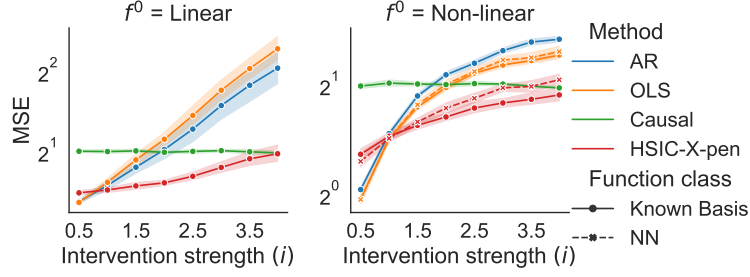 f⁰ = Linear
MSE
2²
2¹
0.5 1.5 2.5 3.5
Intervention strength (i)
f⁰ = Non-linear
2¹
2⁰
0.5 1.5 2.5 3.5
Intervention strength (i)
Method
AR
OLS
Causal
HSIC-X-pen
Function class
Known Basis
NN